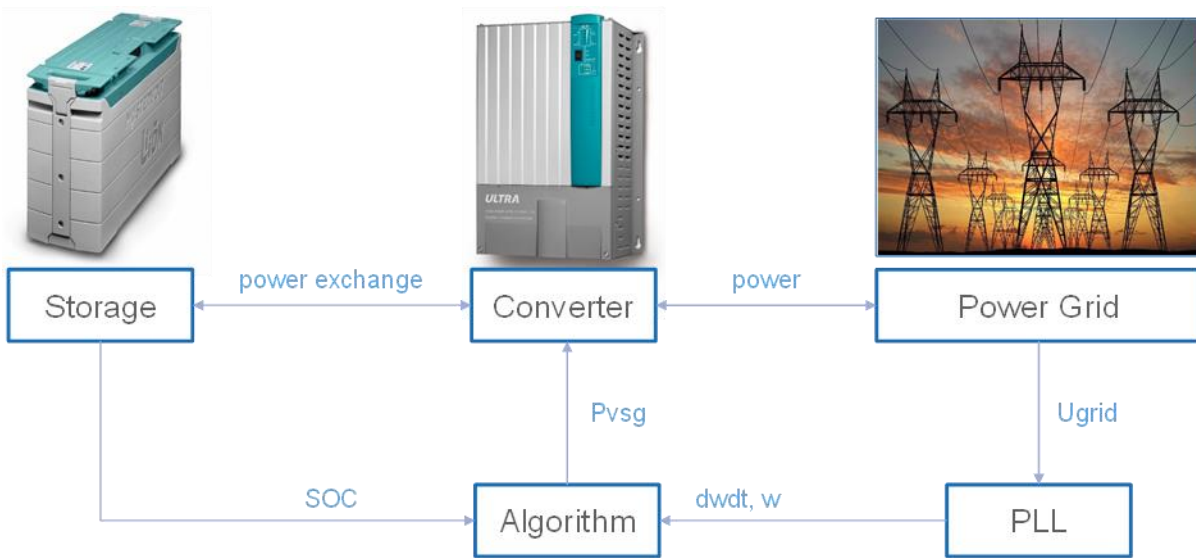 ULTRA
power exchange
power
Storage
Converter
Power Grid
Pvsg
Ugrid
SOC
dwdt, w
Algorithm
PLL